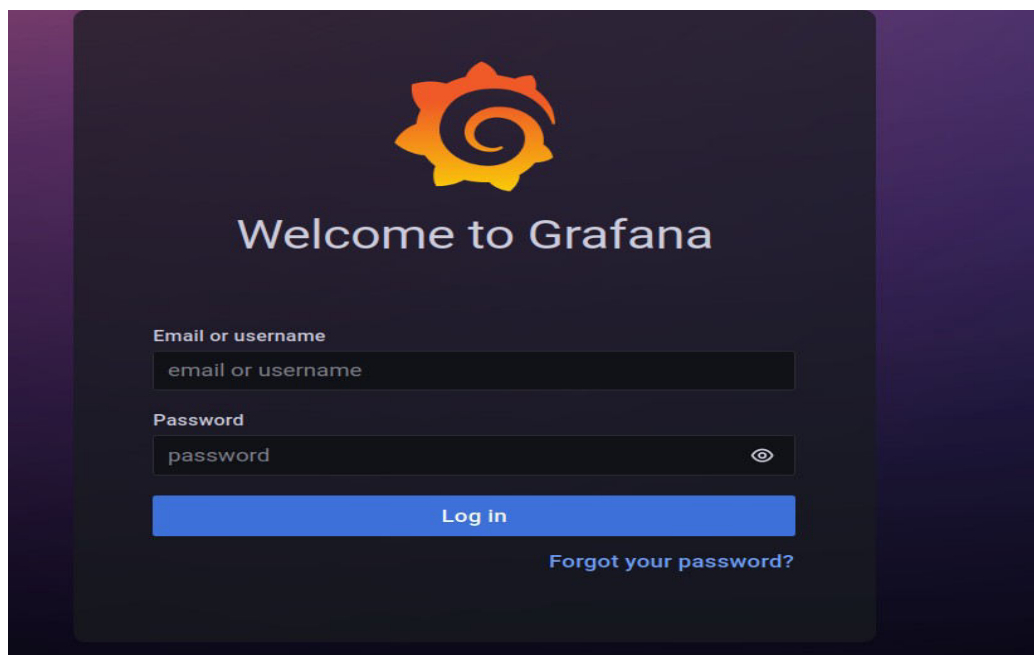 Welcome to Grafana
Email or username
email or username
Password
password
Log in
Forgot your password?